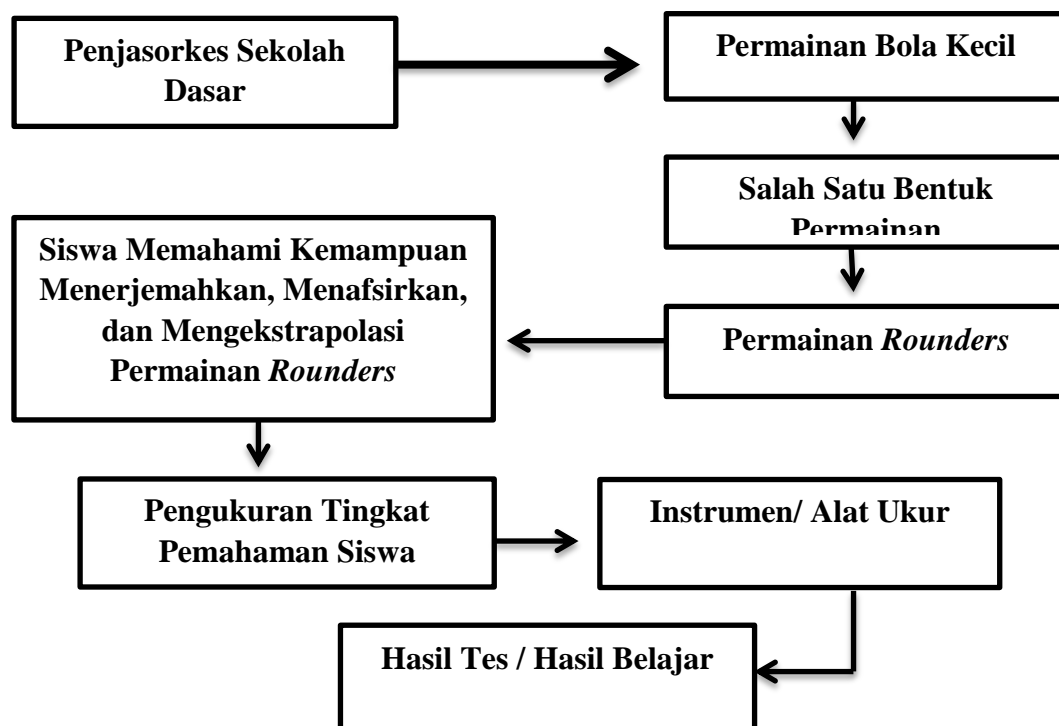 Penjasorkes Sekolah
Dasar
Permainan Bola Kecil
Salah Satu Bentuk
Permainan
Siswa Memahami Kemampuan
Menerjemahkan, Menafsirkan,
dan Mengekstrapolasi
Permainan Rounders
Permainan Rounders
Pengukuran Tingkat
Pemahaman Siswa
Instrumen/ Alat Ukur
Hasil Tes / Hasil Belajar